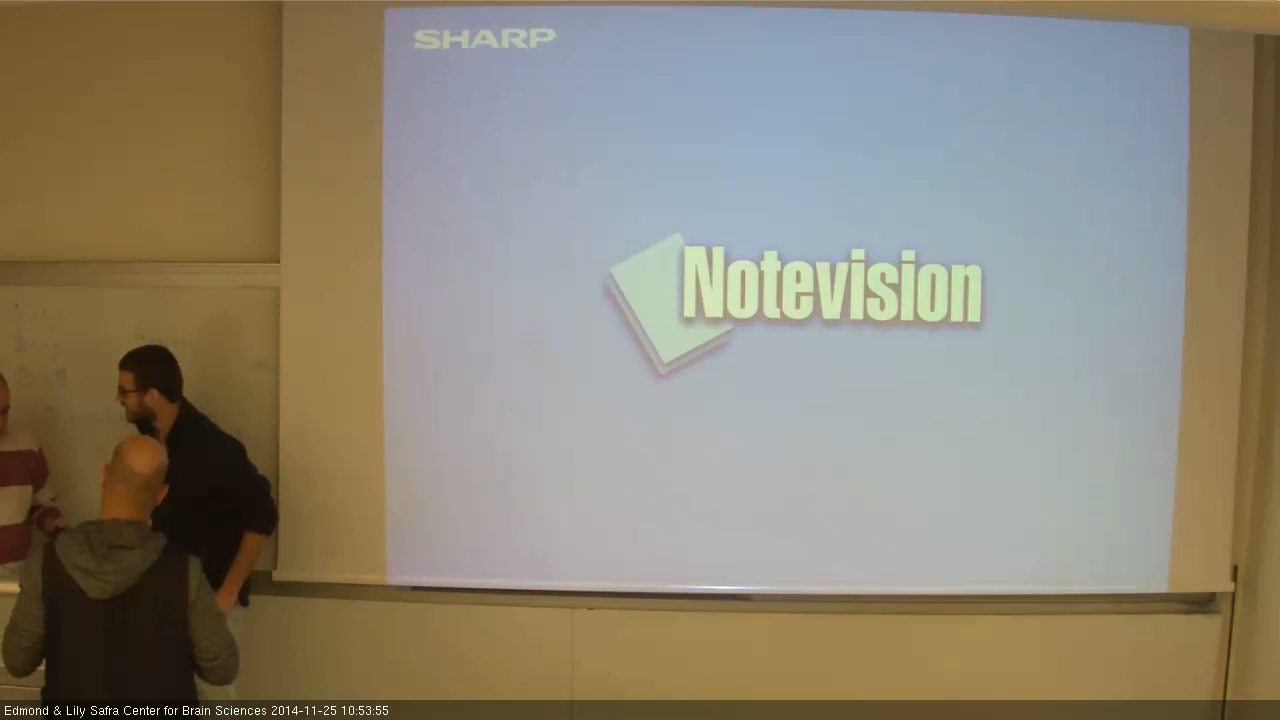 SHARP
Notevision
Edmond & Lily Safra Center for Brain Sciences 2014-11-25 10:53:55